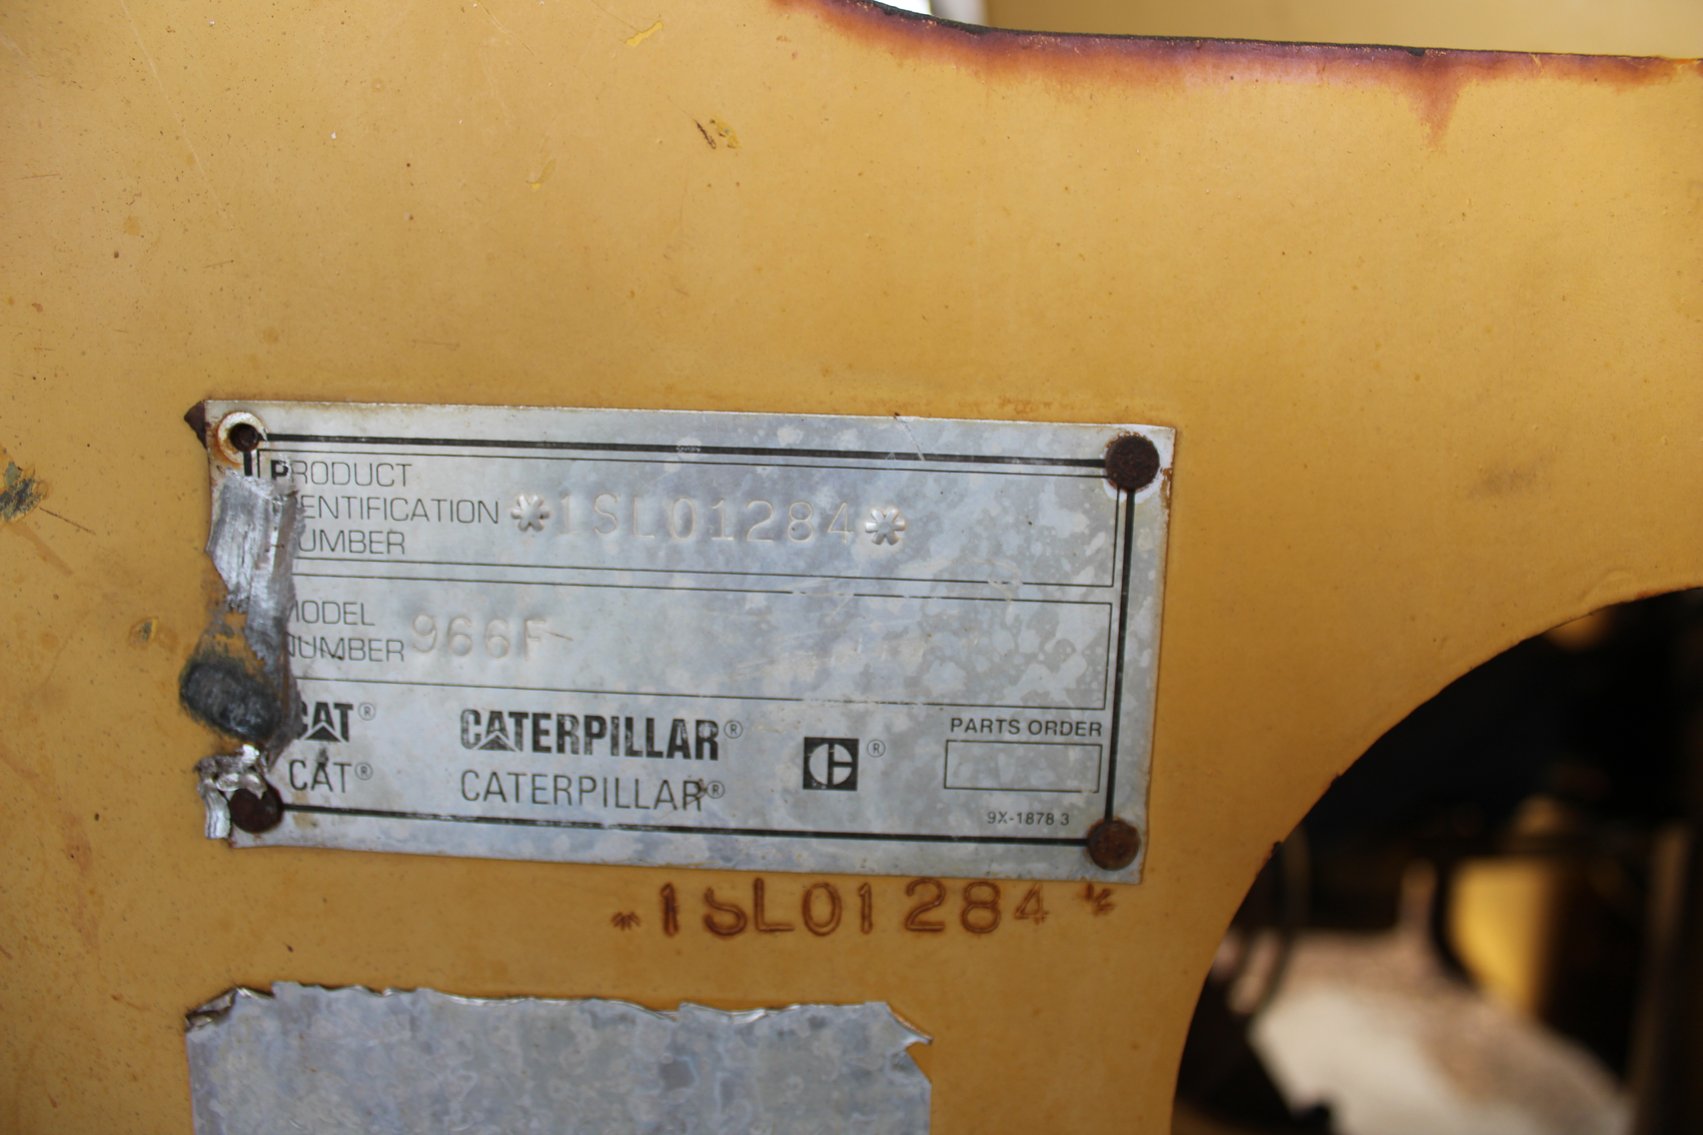 PRODUCT
IDENTIFICATION *1SL01284*
NUMBER
MODEL
NUMBER 966F
CAT® CATERPILLAR® ® PARTS ORDER
CAT® CATERPILLAR®
9X-1878 3
*1SL01284*